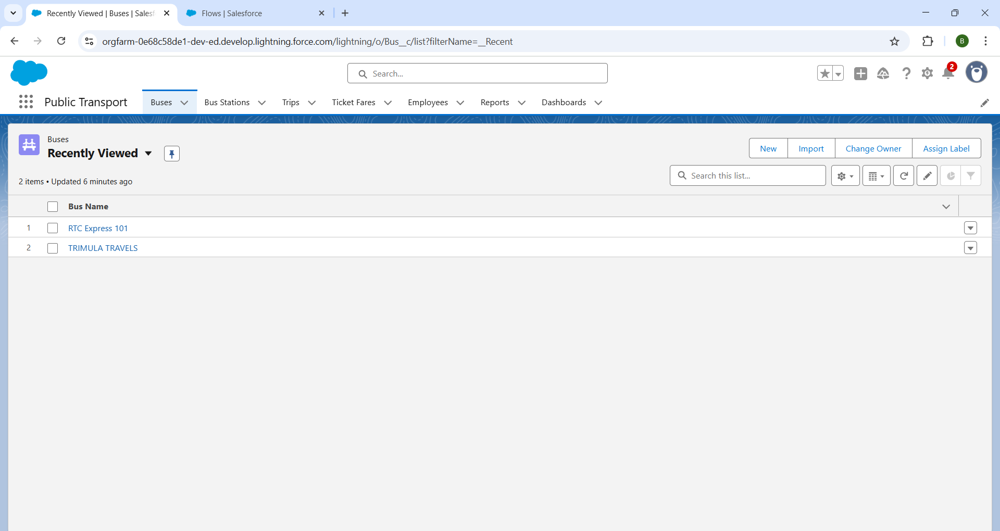 Recently Viewed | Buses | Sales
Flows | Salesforce
orgfarm-0e68c58de1-dev-ed.develop.lightning.force.com/lightning/o/Bus__c/list?filterName=__Recent
B
Search...
2
Public Transport
Buses
Bus Stations
Trips
Ticket Fares
Employees
Reports
Dashboards
Buses
Recently Viewed
New
Import
Change Owner
Assign Label
2 items • Updated 6 minutes ago
Search this list...
Bus Name
1 RTC Express 101
2 TRIMULA TRAVELS